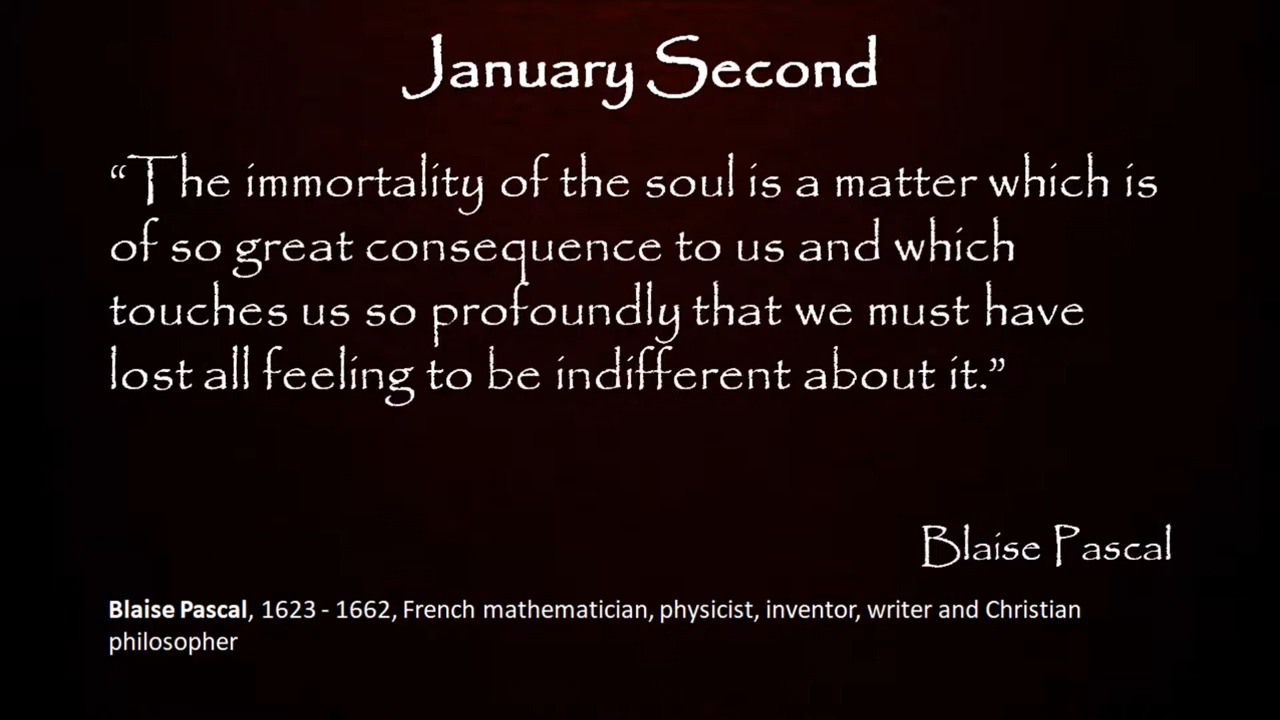 January Second
“The immortality of the soul is a matter which is
of so great consequence to us and which
touches us so profoundly that we must have
lost all feeling to be indifferent about it.”
Blaise Pascal
Blaise Pascal, 1623 - 1662, French mathematician, physicist, inventor, writer and Christian
philosopher